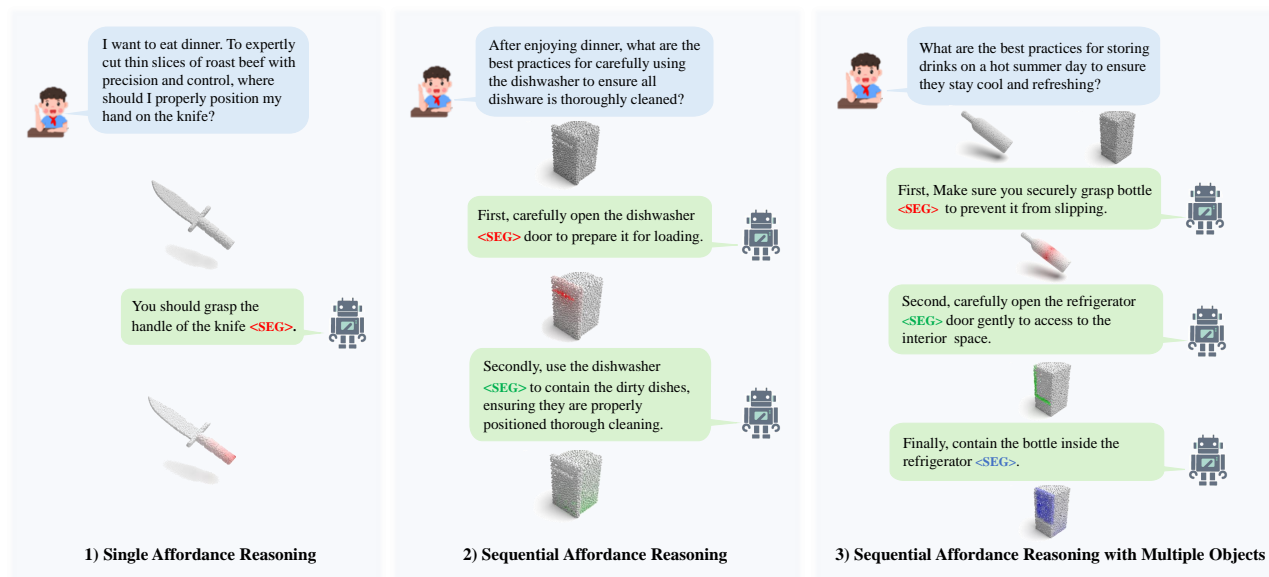 I want to eat dinner. To expertly
cut thin slices of roast beef with
precision and control, where
should I properly position my
hand on the knife?
You should grasp the
handle of the knife <SEG>.
1) Single Affordance Reasoning
After enjoying dinner, what are the
best practices for carefully using
the dishwasher to ensure all
dishware is thoroughly cleaned?
First, carefully open the dishwasher
<SEG> door to prepare it for loading.
Secondly, use the dishwasher
<SEG> to contain the dirty dishes,
ensuring they are properly
positioned thorough cleaning.
2) Sequential Affordance Reasoning
What are the best practices for storing
drinks on a hot summer day to ensure
they stay cool and refreshing?
First, Make sure you securely grasp bottle
<SEG> to prevent it from slipping.
Second, carefully open the refrigerator
<SEG> door gently to access to the
interior space.
Finally, contain the bottle inside the
refrigerator <SEG>.
3) Sequential Affordance Reasoning with Multiple Objects